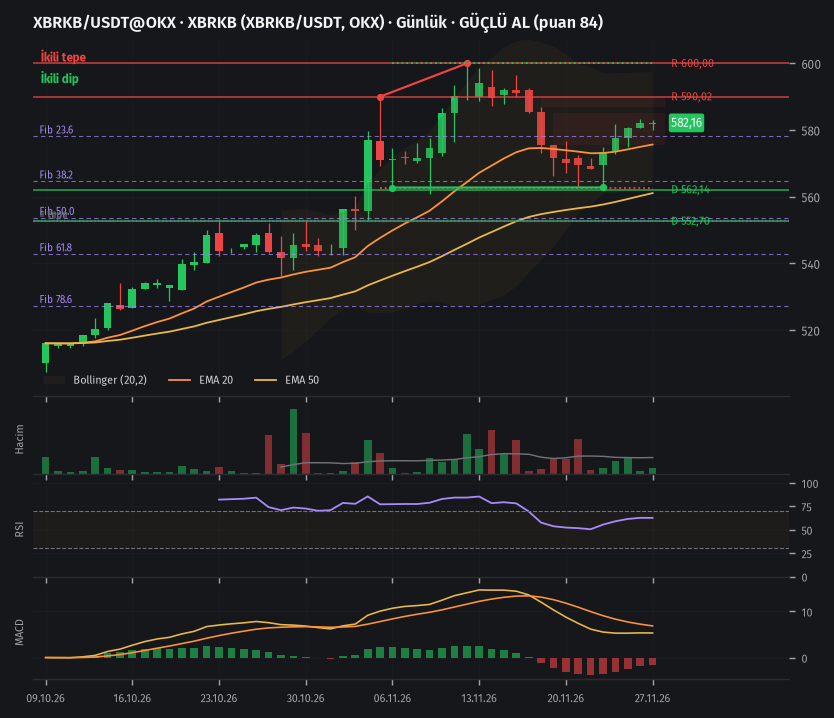 XBRKB/USDT@OKX · XBRKB (XBRKB/USDT, OKX) · Günlük · GÜÇLÜ AL (puan 84)
İkili tepe
İkili dip
R 600,00
600
R 590,02
582,16
580
Fib 23.6
Fib 38.2
D 562,14
560
Fib 50.0
D 552,70
Fib 61.8
540
Fib 78.6
520
Bollinger (20,2)
EMA 20
EMA 50
Hacim
RSI
100
75
50
25
0
MACD
10
0
09.10.26
16.10.26
23.10.26
30.10.26
06.11.26
13.11.26
20.11.26
27.11.26